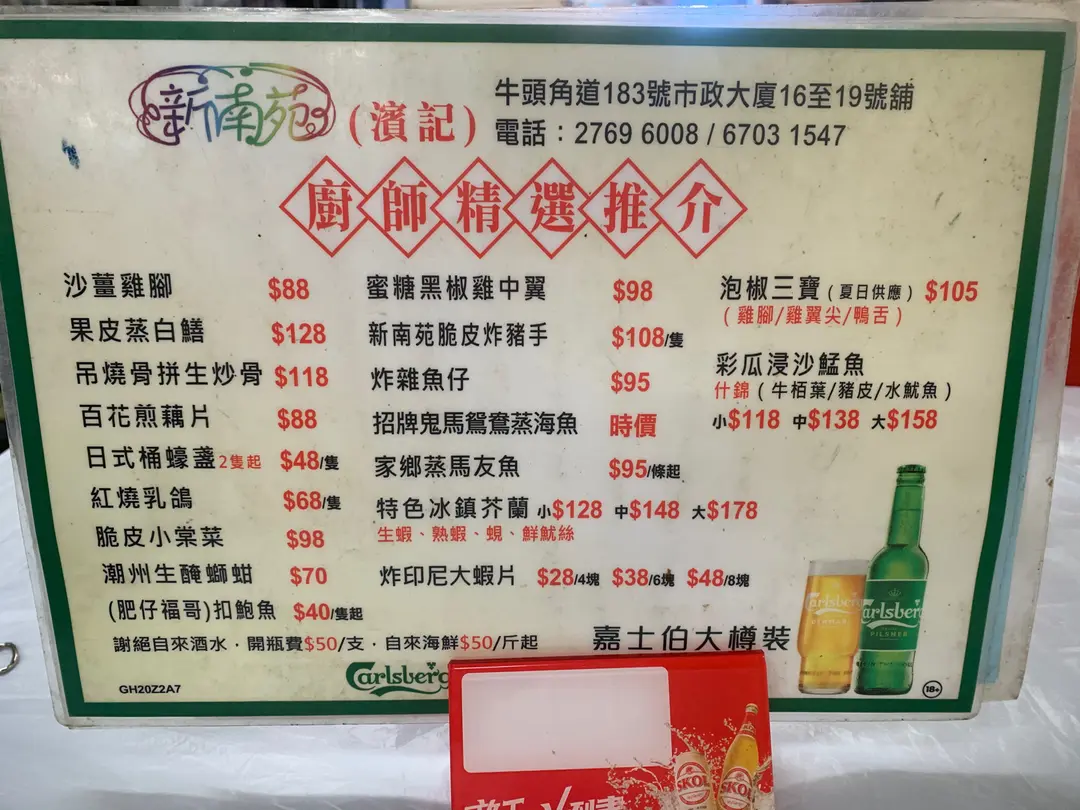 新南苑
(濱記)
牛頭角道183號市政大廈16至19號舖
電話：2769 6008 / 6703 1547
廚師精選推介
沙薑雞腳 $88
果皮蒸白鱔 $128
吊燒骨拼生炒骨 $118
百花煎藕片 $88
日式桶蠔盞2隻起 $48/隻
紅燒乳鴿 $68/隻
脆皮小棠菜 $98
潮州生醃螄蚶 $70
(肥仔福哥)扣鮑魚 $40/隻起
蜜糖黑椒雞中翼 $98
新南苑脆皮炸豬手 $108/隻
炸雜魚仔 $95
招牌鬼馬鴛鴦蒸海魚 時價
家鄉蒸馬友魚 $95/條起
特色冰鎮芥蘭 小$128 中$148 大$178
生蝦、熟蝦、蜆、鮮魷絲
炸印尼大蝦片 $28/4塊 $38/6塊 $48/8塊
泡椒三寶(夏日供應) $105
(雞腳/雞翼尖/鴨舌)
彩瓜浸沙鯭魚
什錦(牛栢葉/豬皮/水魷魚)
小$118 中$138 大$158
謝絕自來酒水．開瓶費$50/支．自來海鮮$50/斤起
嘉士伯大樽裝
Carlsberg
GH20Z2A7
Carlsberg
Carlsberg
PILSNER
18+
SKOL
SKOL